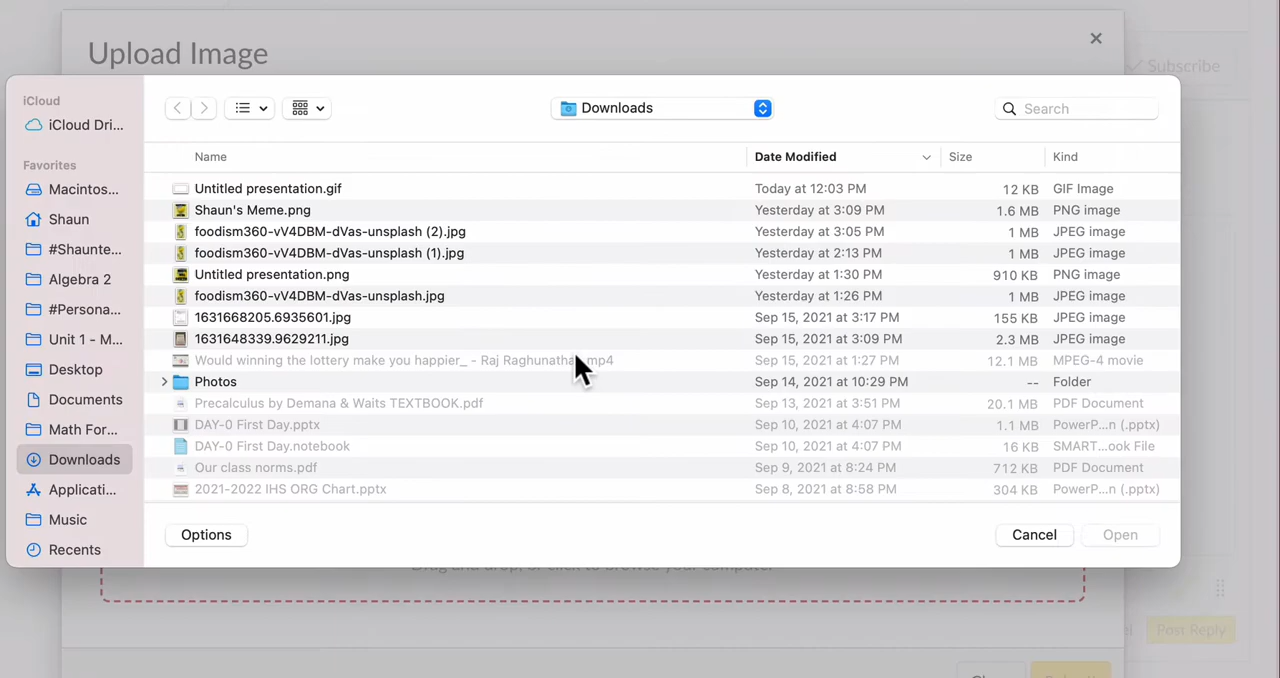 Upload Image
Subscribe
iCloud
iCloud Dri...
Downloads
Search
Favorites
Macintos...
Shaun
#Shaunte...
Algebra 2
#Persona...
Unit 1 - M...
Desktop
Documents
Math For...
Downloads
Applicati...
Music
Recents
Name Date Modified Size Kind
Untitled presentation.gif Today at 12:03 PM 12 KB GIF Image
Shaun's Meme.png Yesterday at 3:09 PM 1.6 MB PNG image
foodism360-vV4DBM-dVas-unsplash (2).jpg Yesterday at 3:05 PM 1 MB JPEG image
foodism360-vV4DBM-dVas-unsplash (1).jpg Yesterday at 2:13 PM 1 MB JPEG image
Untitled presentation.png Yesterday at 1:30 PM 910 KB PNG image
foodism360-vV4DBM-dVas-unsplash.jpg Yesterday at 1:26 PM 1 MB JPEG image
1631668205.6935601.jpg Sep 15, 2021 at 3:17 PM 155 KB JPEG image
1631648339.9629211.jpg Sep 15, 2021 at 3:09 PM 2.3 MB JPEG image
Would winning the lottery make you happier_ - Raj Raghunatha mp4 Sep 15, 2021 at 1:27 PM 12.1 MB MPEG-4 movie
Photos Sep 14, 2021 at 10:29 PM -- Folder
Precalculus by Demana & Waits TEXTBOOK.pdf Sep 13, 2021 at 3:51 PM 20.1 MB PDF Document
DAY-0 First Day.pptx Sep 10, 2021 at 4:07 PM 1.1 MB PowerP...n (.pptx)
DAY-0 First Day.notebook Sep 10, 2021 at 4:07 PM 16 KB SMART...ook File
Our class norms.pdf Sep 9, 2021 at 8:24 PM 712 KB PDF Document
2021-2022 IHS ORG Chart.pptx Sep 8, 2021 at 8:58 PM 304 KB PowerP...n (.pptx)
Options
Cancel
Open
Drag and drop, or click to browse your computer
Post Reply